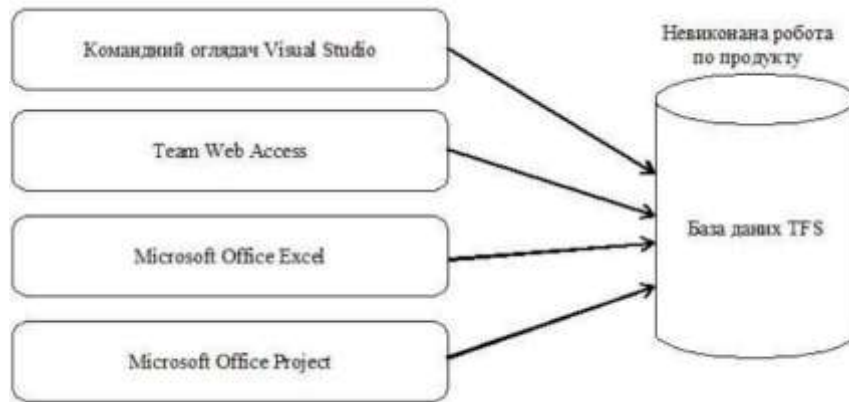 Командний оглядач Visual Studio
Team Web Access
Microsoft Office Excel
Microsoft Office Project
Невиконана робота
по продукту
База даних TFS